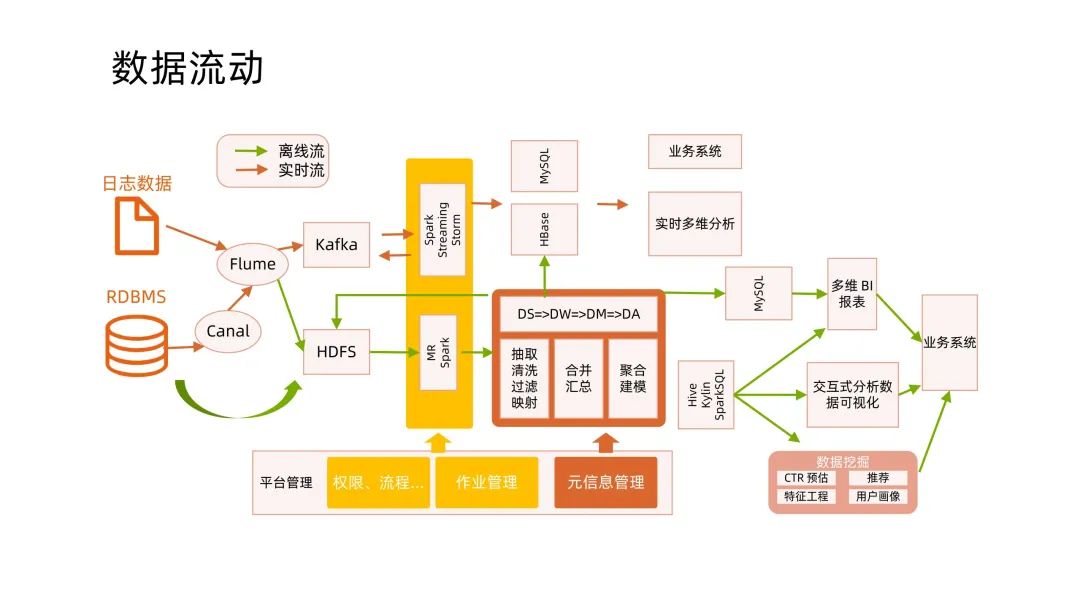 数据流动
离线流
实时流
日志数据
Flume
Kafka
RDBMS
Canal
HDFS
Spark
Streaming
Storm
MR
Spark
MySQL
HBase
业务系统
实时多维分析
DS=>DW=>DM=>DA
抽取
清洗
过滤
映射
合并
汇总
聚合
建模
MySQL
多维 BI
报表
业务系统
Hive
Kylin
SparkSQL
交互式分析数
据可视化
数据挖掘
CTR 预估
推荐
特征工程
用户画像
平台管理
权限、流程...
作业管理
元信息管理